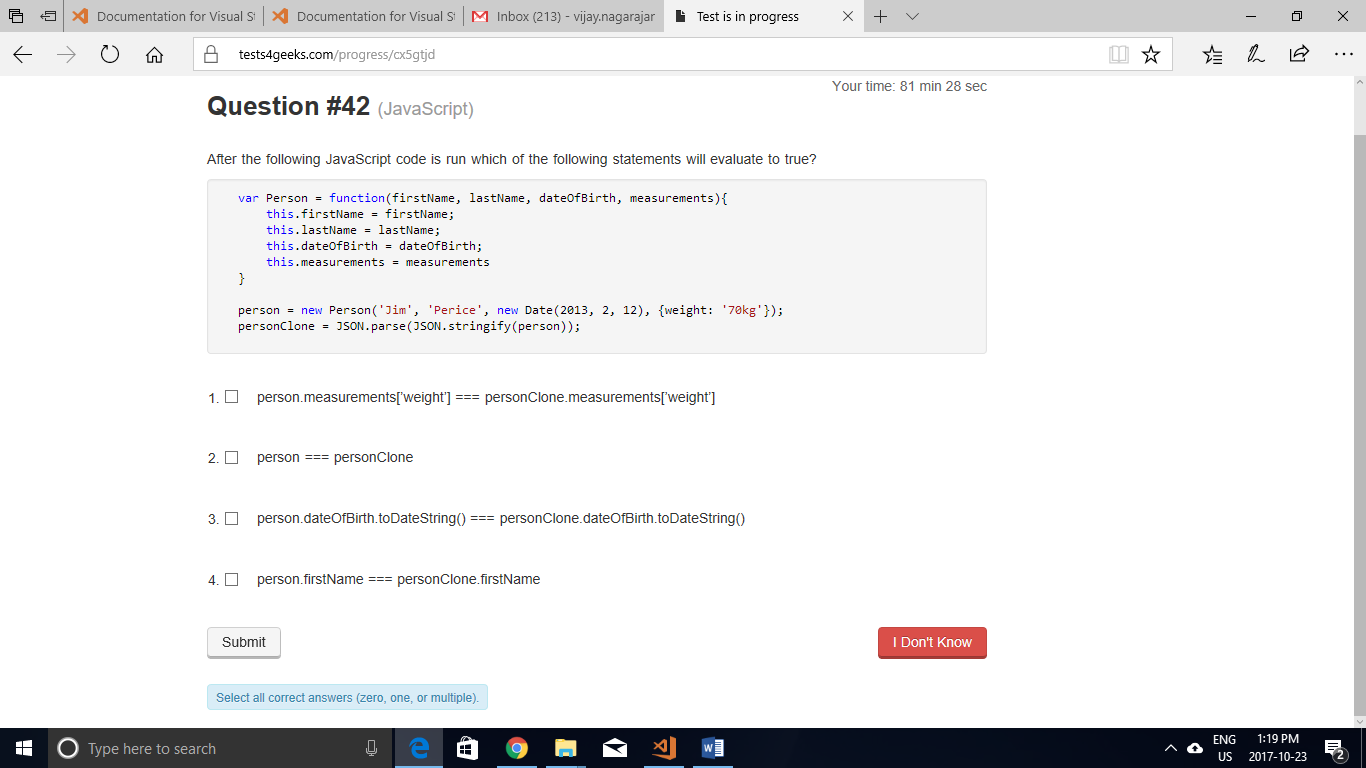 Documentation for Visual St
Documentation for Visual St
Inbox (213) - vijay.nagarajar
Test is in progress
tests4geeks.com/progress/cx5gtjd
Your time: 81 min 28 sec
Question #42 (JavaScript)
After the following JavaScript code is run which of the following statements will evaluate to true?
var Person = function(firstName, lastName, dateOfBirth, measurements){
this.firstName = firstName;
this.lastName = lastName;
this.dateOfBirth = dateOfBirth;
this.measurements = measurements
}
person = new Person('Jim', 'Perice', new Date(2013, 2, 12), {weight: '70kg'});
personClone = JSON.parse(JSON.stringify(person));
1. person.measurements['weight'] === personClone.measurements['weight']
2. person === personClone
3. person.dateOfBirth.toDateString() === personClone.dateOfBirth.toDateString()
4. person.firstName === personClone.firstName
Submit
I Don't Know
Select all correct answers (zero, one, or multiple).
Type here to search
ENG
US
1:19 PM
2017-10-23
2